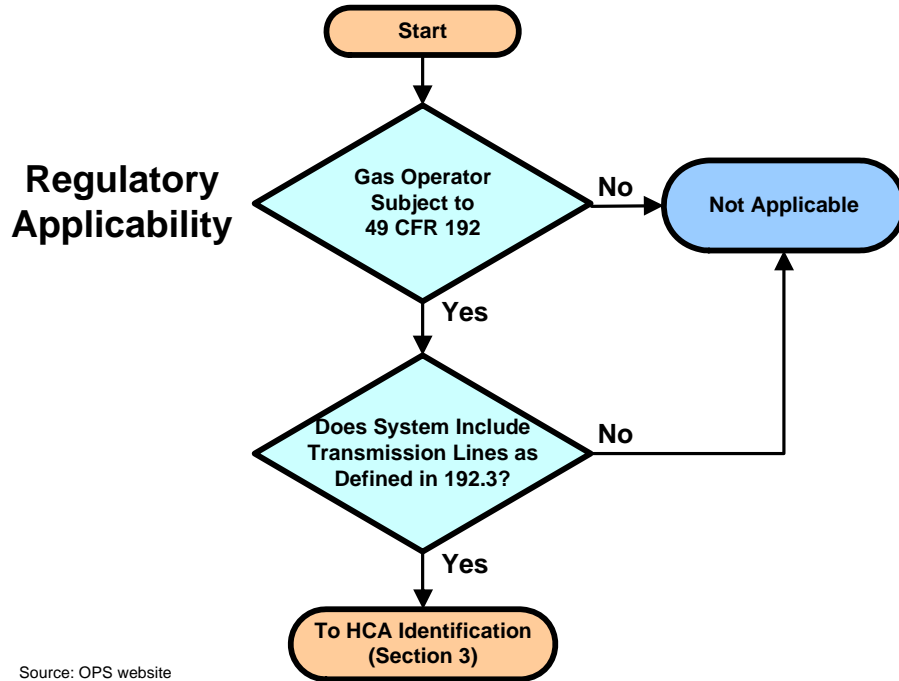 Start
Regulatory
Applicability
Gas Operator
Subject to
49 CFR 192
No
Not Applicable
Yes
Does System Include
Transmission Lines as
Defined in 192.3?
No
Yes
To HCA Identification
(Section 3)
Source: OPS website